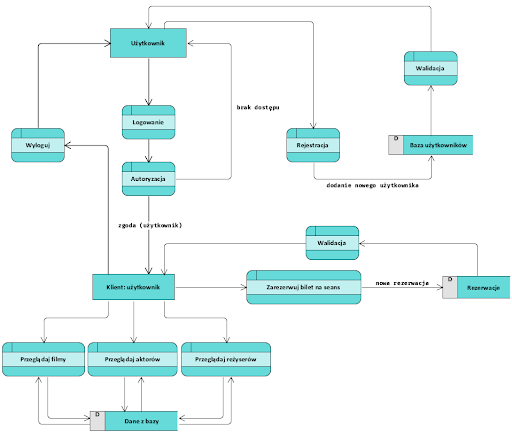 Użytkownik
Walidacja
brak dostępu
Logowanie
Wyloguj
Rejestracja
D
Baza użytkowników
Autoryzacja
dodanie nowego użytkownika
zgoda (użytkownik)
Walidacja
Klient: użytkownik
Zarezerwuj bilet na seans
nowa rezerwacje
D
Rezerwacje
Przeglądaj filmy
Przeglądaj aktorów
Przeglądaj reżyserów
D
Dane z bazy